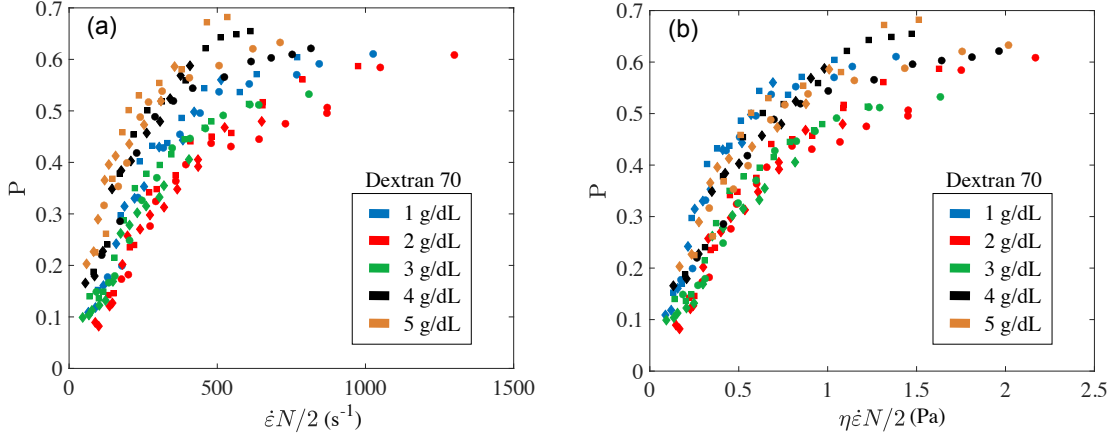 (a)
P
0.7
0.6
0.5
0.4
0.3
0.2
0.1
0
0
500
1000
1500
ε̇N/2 (s⁻¹)
Dextran 70
1 g/dL
2 g/dL
3 g/dL
4 g/dL
5 g/dL
(b)
P
0.7
0.6
0.5
0.4
0.3
0.2
0.1
0
0
0.5
1
1.5
2
2.5
ηε̇N/2 (Pa)
Dextran 70
1 g/dL
2 g/dL
3 g/dL
4 g/dL
5 g/dL